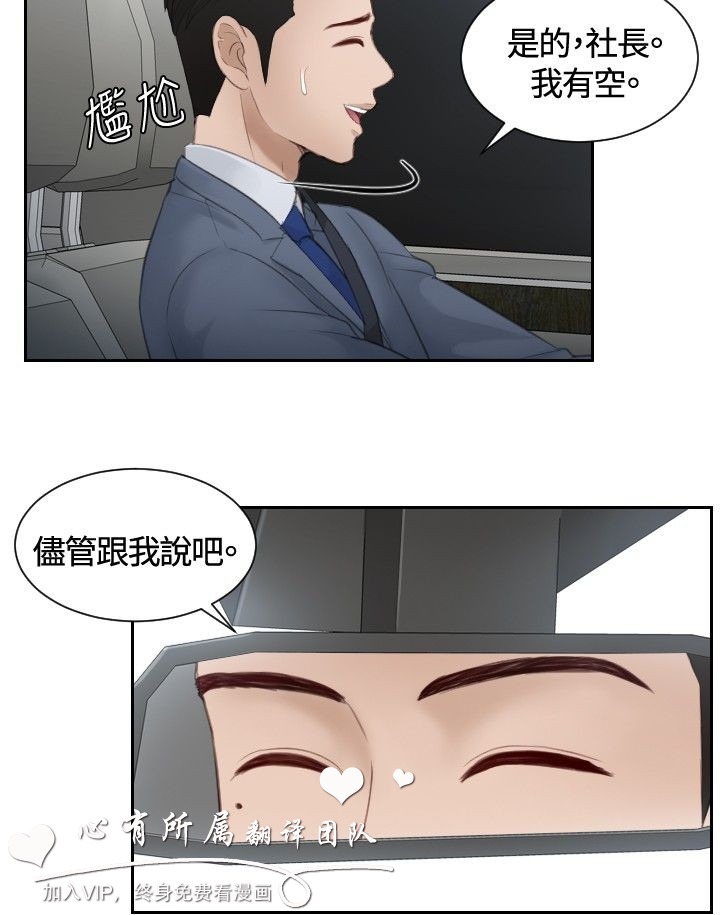 是的，社長。
我有空。
尷尬
儘管跟我說吧。
心有所属翻译团队
加入VIP，终身免费看漫画